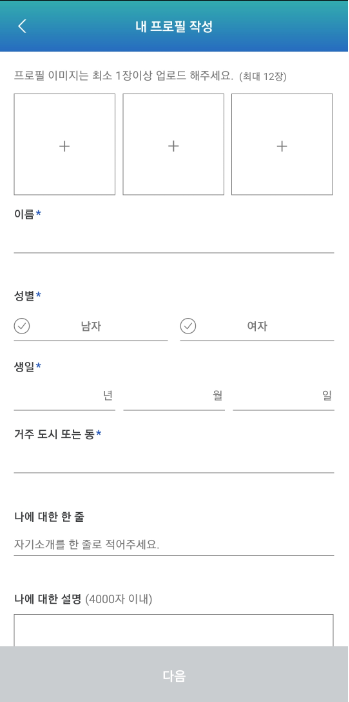 내 프로필 작성
프로필 이미지는 최소 1장이상 업로드 해주세요. (최대 12장)
이름*
성별*
남자 여자
생일*
년 월 일
거주 도시 또는 동*
나에 대한 한 줄
자기소개를 한 줄로 적어주세요.
나에 대한 설명 (4000자 이내)
다음